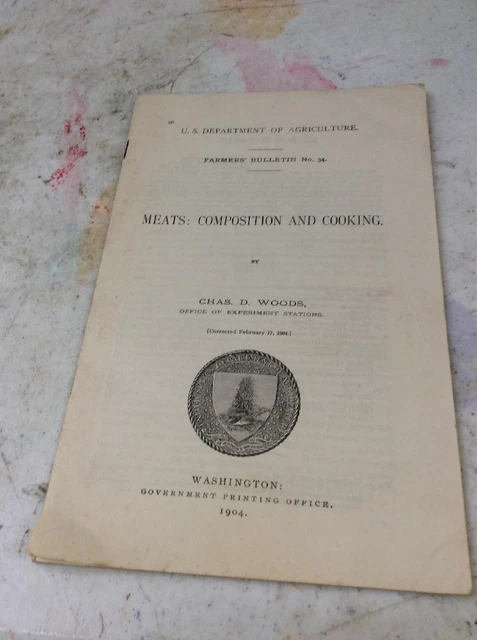 U. S. DEPARTMENT OF AGRICULTURE.
FARMERS' BULLETIN No. 34.
MEATS: COMPOSITION AND COOKING.
BY
CHAS. D. WOODS,
OFFICE OF EXPERIMENT STATIONS.
[Corrected February 17, 1904.]
WASHINGTON:
GOVERNMENT PRINTING OFFICE.
1904.